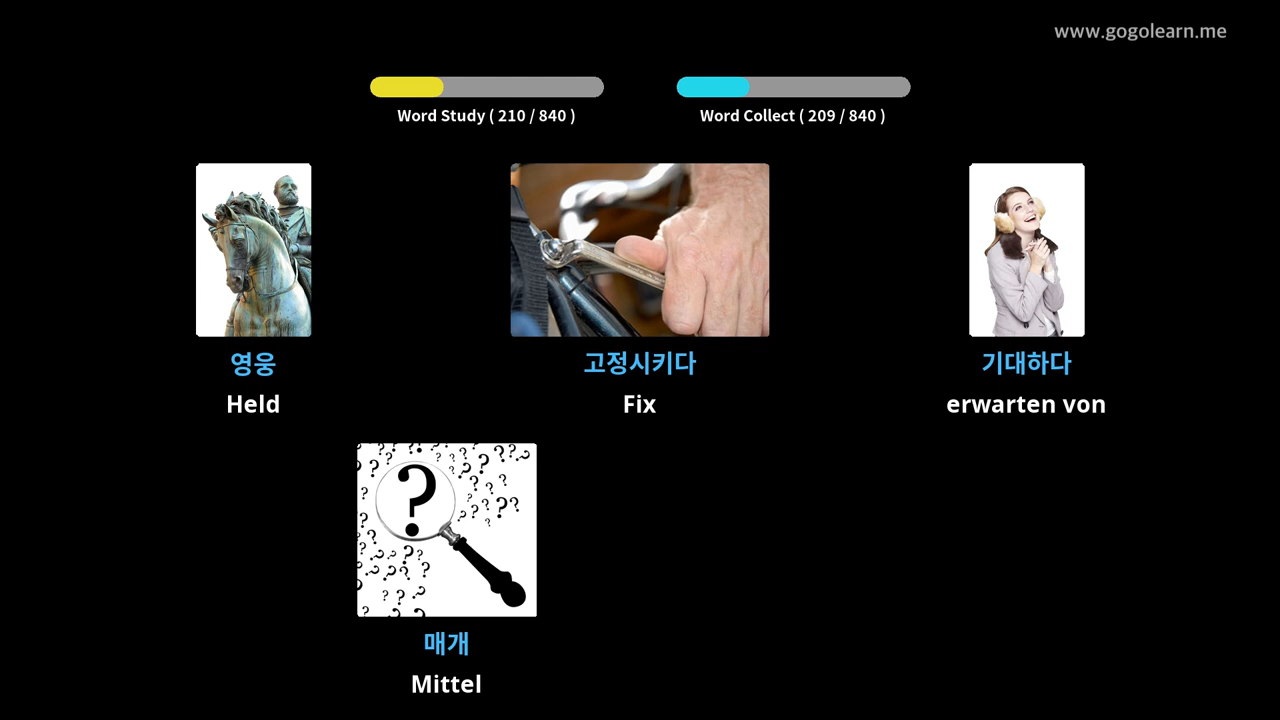 www.gogolearn.me
Word Study ( 210 / 840 )
Word Collect ( 209 / 840 )
영웅
Held
고정시키다
Fix
기대하다
erwarten von
매개
Mittel